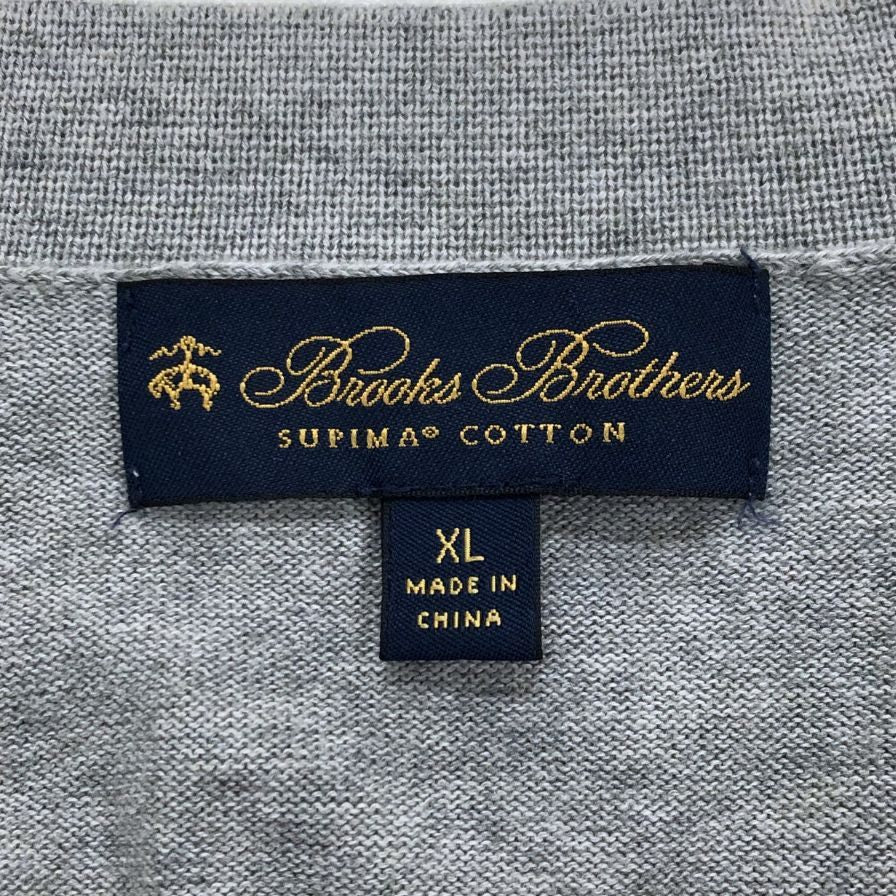 Brooks Brothers
SUPIMA® COTTON
XL
MADE IN
CHINA